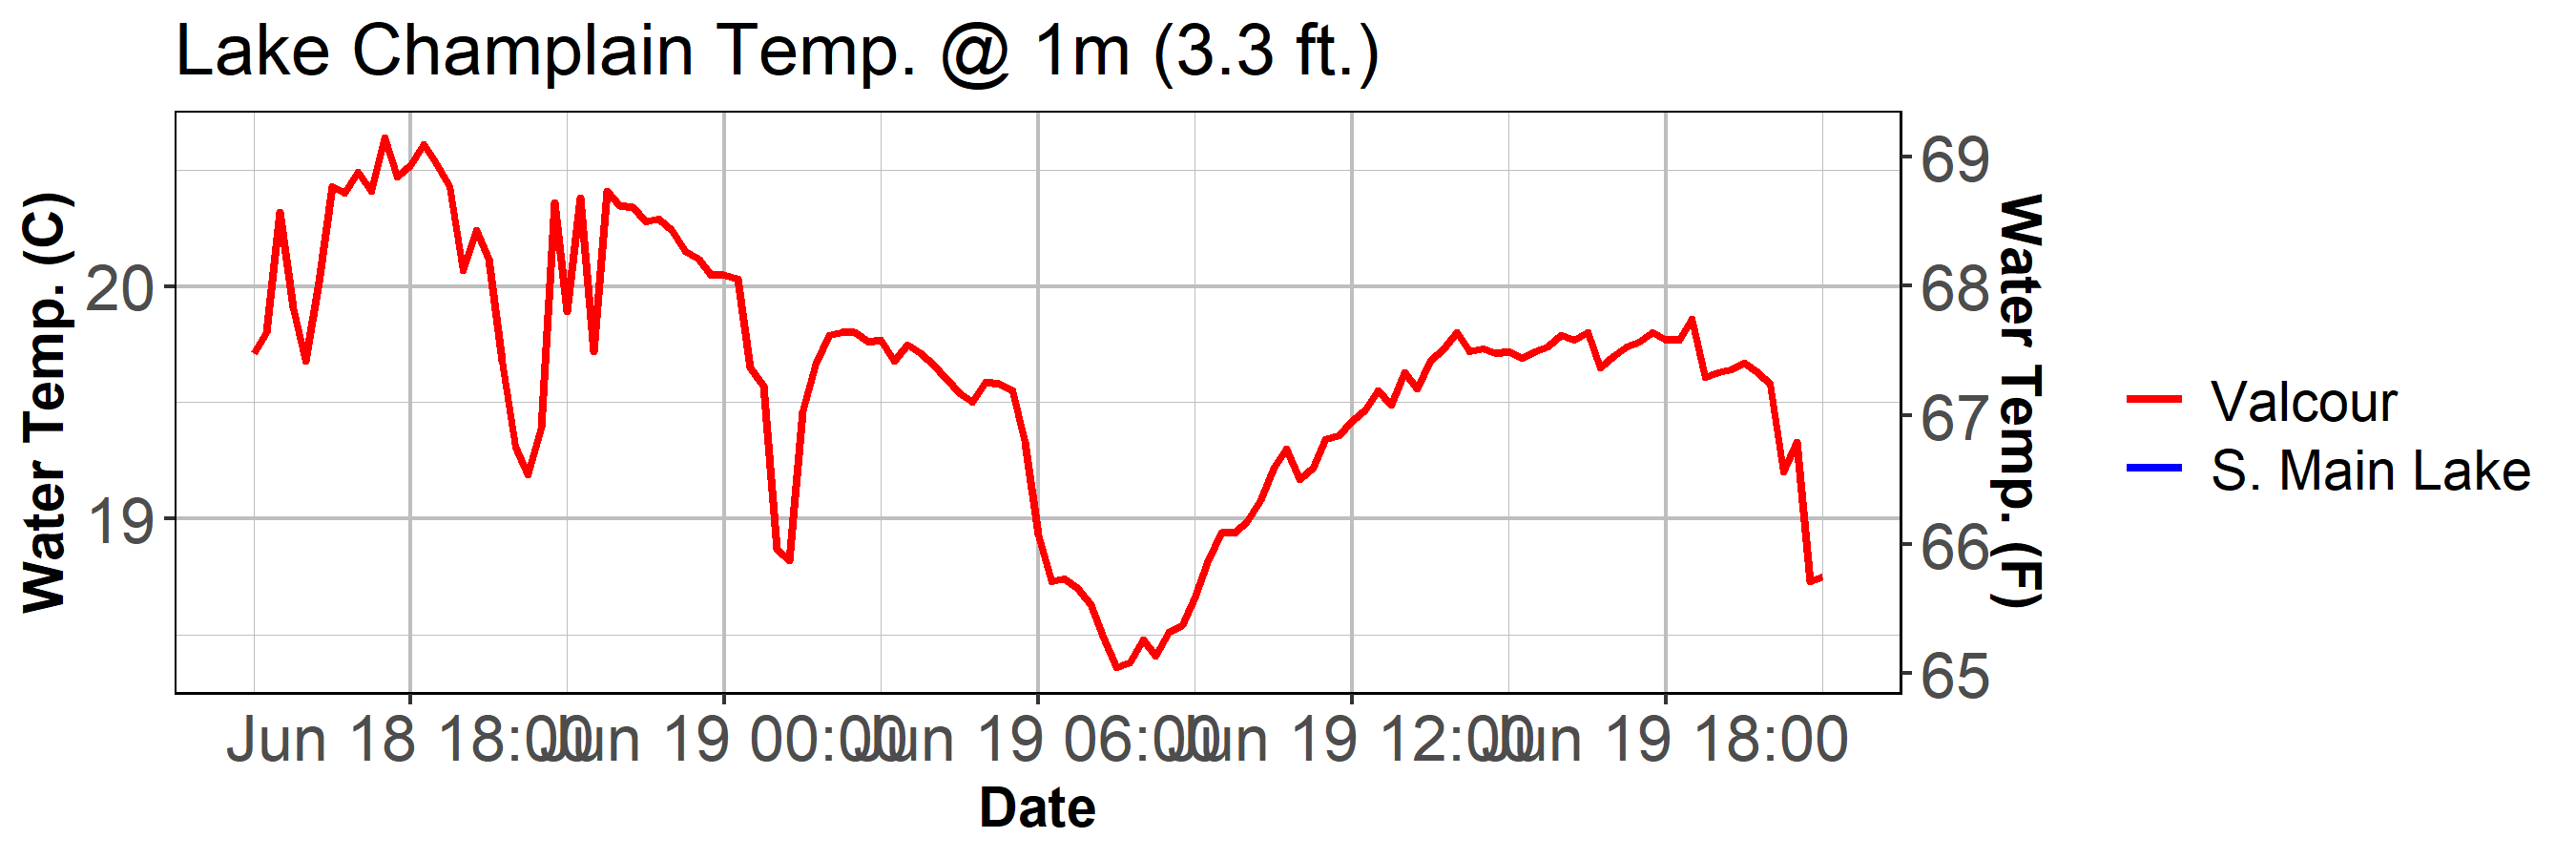 Lake Champlain Temp. @ 1m (3.3 ft.)
Water Temp. (C)
20
19
69
68
67
66
65
Water Temp. (F)
Valcour
S. Main Lake
Jun 18 18:00
Jun 19 00:00
Jun 19 06:00
Jun 19 12:00
Jun 19 18:00
Date